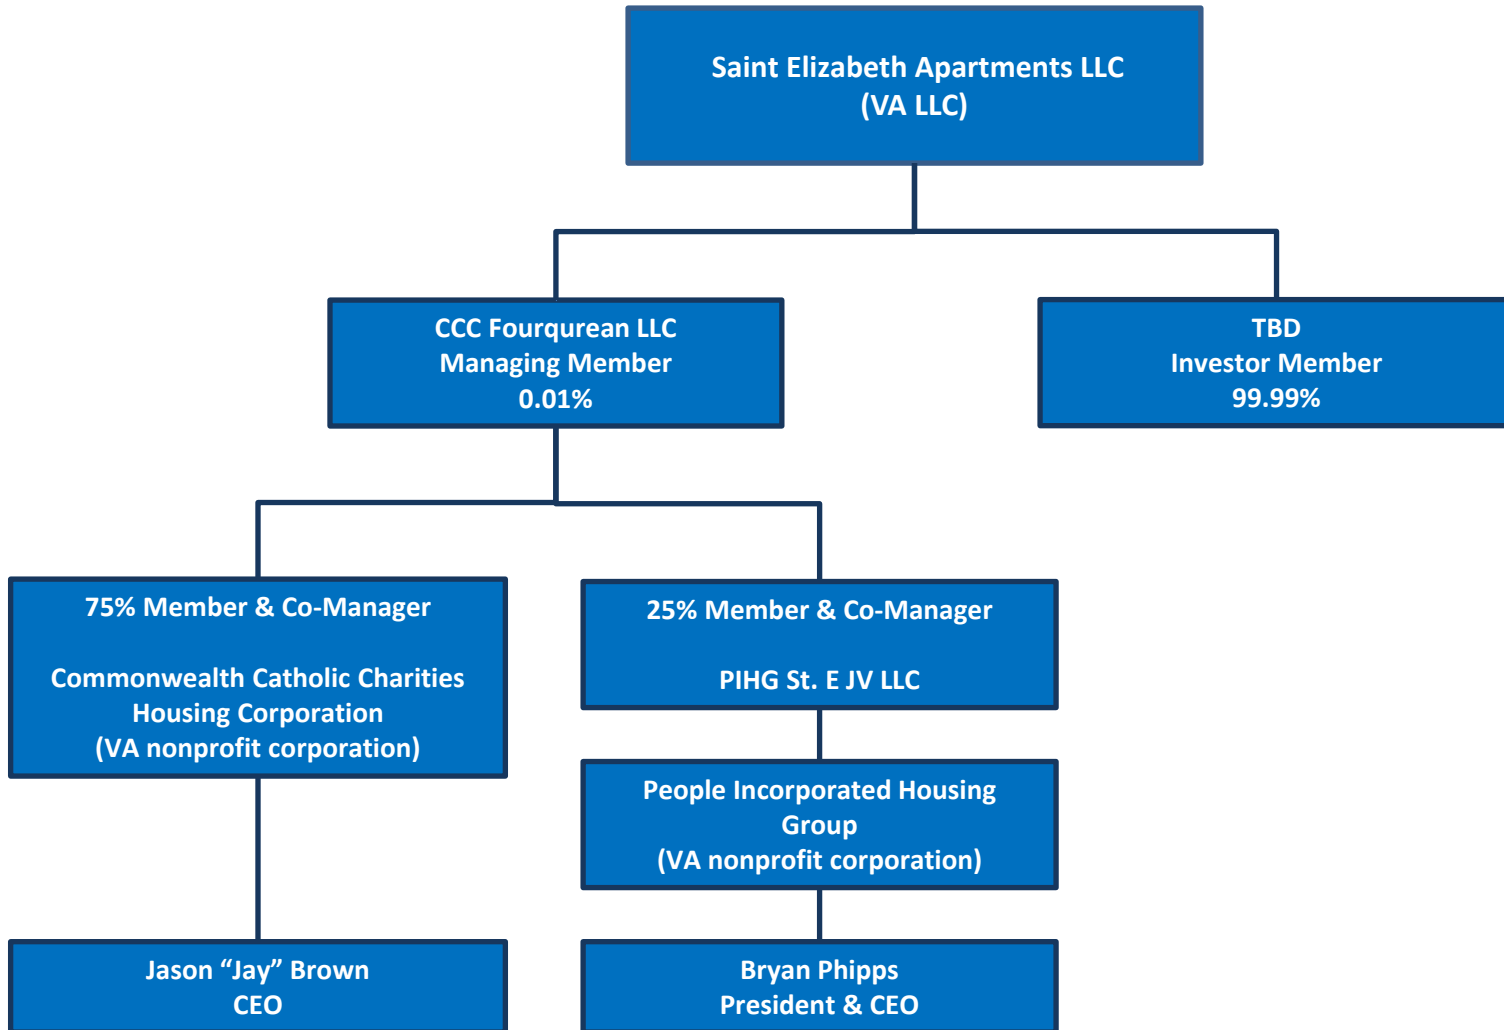 Saint Elizabeth Apartments LLC
(VA LLC)
CCC Fourqurean LLC
Managing Member
0.01%
TBD
Investor Member
99.99%
75% Member & Co-Manager
Commonwealth Catholic Charities
Housing Corporation
(VA nonprofit corporation)
25% Member & Co-Manager
PIHG St. E JV LLC
People Incorporated Housing
Group
(VA nonprofit corporation)
Jason “Jay” Brown
CEO
Bryan Phipps
President & CEO